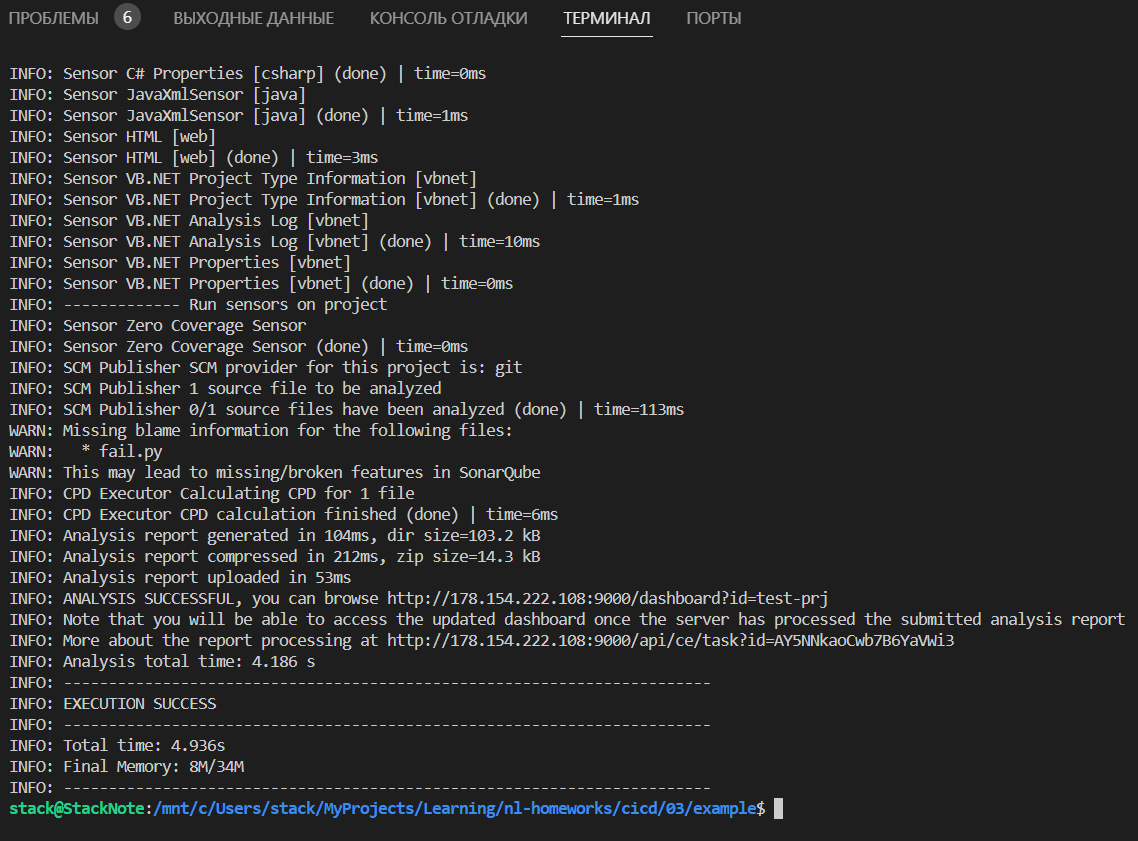 ПРОБЛЕМЫ 6 ВЫХОДНЫЕ ДАННЫЕ КОНСОЛЬ ОТЛАДКИ ТЕРМИНАЛ ПОРТЫ
INFO: Sensor C# Properties [csharp] (done) | time=0ms
INFO: Sensor JavaXmlSensor [java]
INFO: Sensor JavaXmlSensor [java] (done) | time=1ms
INFO: Sensor HTML [web]
INFO: Sensor HTML [web] (done) | time=3ms
INFO: Sensor VB.NET Project Type Information [vbnet]
INFO: Sensor VB.NET Project Type Information [vbnet] (done) | time=1ms
INFO: Sensor VB.NET Analysis Log [vbnet]
INFO: Sensor VB.NET Analysis Log [vbnet] (done) | time=10ms
INFO: Sensor VB.NET Properties [vbnet]
INFO: Sensor VB.NET Properties [vbnet] (done) | time=0ms
INFO: ------------- Run sensors on project
INFO: Sensor Zero Coverage Sensor
INFO: Sensor Zero Coverage Sensor (done) | time=0ms
INFO: SCM Publisher SCM provider for this project is: git
INFO: SCM Publisher 1 source file to be analyzed
INFO: SCM Publisher 0/1 source files have been analyzed (done) | time=113ms
WARN: Missing blame information for the following files:
WARN:   * fail.py
WARN: This may lead to missing/broken features in SonarQube
INFO: CPD Executor Calculating CPD for 1 file
INFO: CPD Executor CPD calculation finished (done) | time=6ms
INFO: Analysis report generated in 104ms, dir size=103.2 kB
INFO: Analysis report compressed in 212ms, zip size=14.3 kB
INFO: Analysis report uploaded in 53ms
INFO: ANALYSIS SUCCESSFUL, you can browse http://178.154.222.108:9000/dashboard?id=test-prj
INFO: Note that you will be able to access the updated dashboard once the server has processed the submitted analysis report
INFO: More about the report processing at http://178.154.222.108:9000/api/ce/task?id=AY5NNkaoCwb7B6YaVWi3
INFO: Analysis total time: 4.186 s
INFO: ------------------------------------------------------------------------
INFO: EXECUTION SUCCESS
INFO: ------------------------------------------------------------------------
INFO: Total time: 4.936s
INFO: Final Memory: 8M/34M
INFO: ------------------------------------------------------------------------
stack@StackNote:/mnt/c/Users/stack/MyProjects/Learning/nl-homeworks/cicd/03/example$